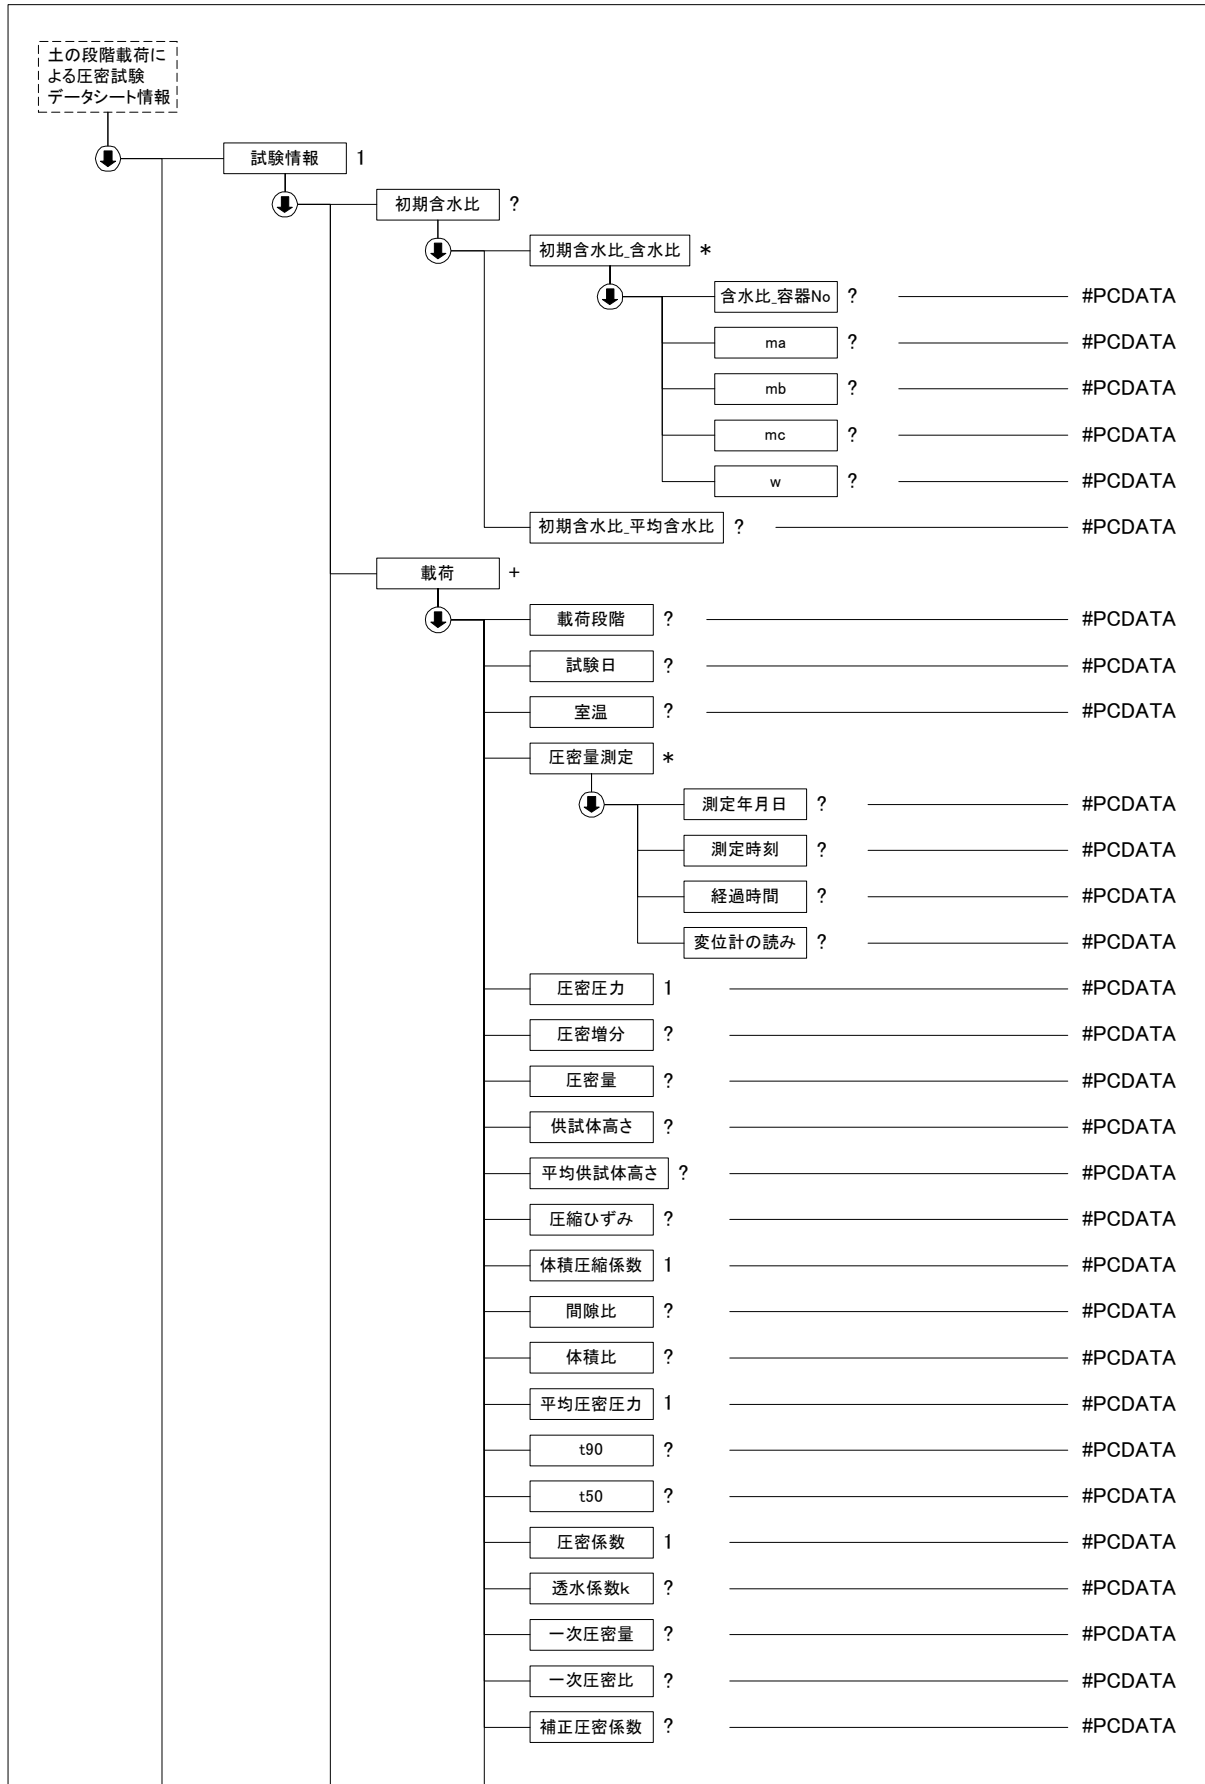 土の段階載荷に
よる圧密試験
データシート情報
試験情報 1
初期含水比 ?
初期含水比_含水比 *
含水比_容器No ? #PCDATA
ma ? #PCDATA
mb ? #PCDATA
mc ? #PCDATA
w ? #PCDATA
初期含水比_平均含水比 ? #PCDATA
載荷 +
載荷段階 ? #PCDATA
試験日 ? #PCDATA
室温 ? #PCDATA
圧密量測定 *
測定年月日 ? #PCDATA
測定時刻 ? #PCDATA
経過時間 ? #PCDATA
変位計の読み ? #PCDATA
圧密圧力 1 #PCDATA
圧密増分 ? #PCDATA
圧密量 ? #PCDATA
供試体高さ ? #PCDATA
平均供試体高さ ? #PCDATA
圧縮ひずみ ? #PCDATA
体積圧縮係数 1 #PCDATA
間隙比 ? #PCDATA
体積比 ? #PCDATA
平均圧密圧力 1 #PCDATA
t90 ? #PCDATA
t50 ? #PCDATA
圧密係数 1 #PCDATA
透水係数k ? #PCDATA
一次圧密量 ? #PCDATA
一次圧密比 ? #PCDATA
補正圧密係数 ? #PCDATA